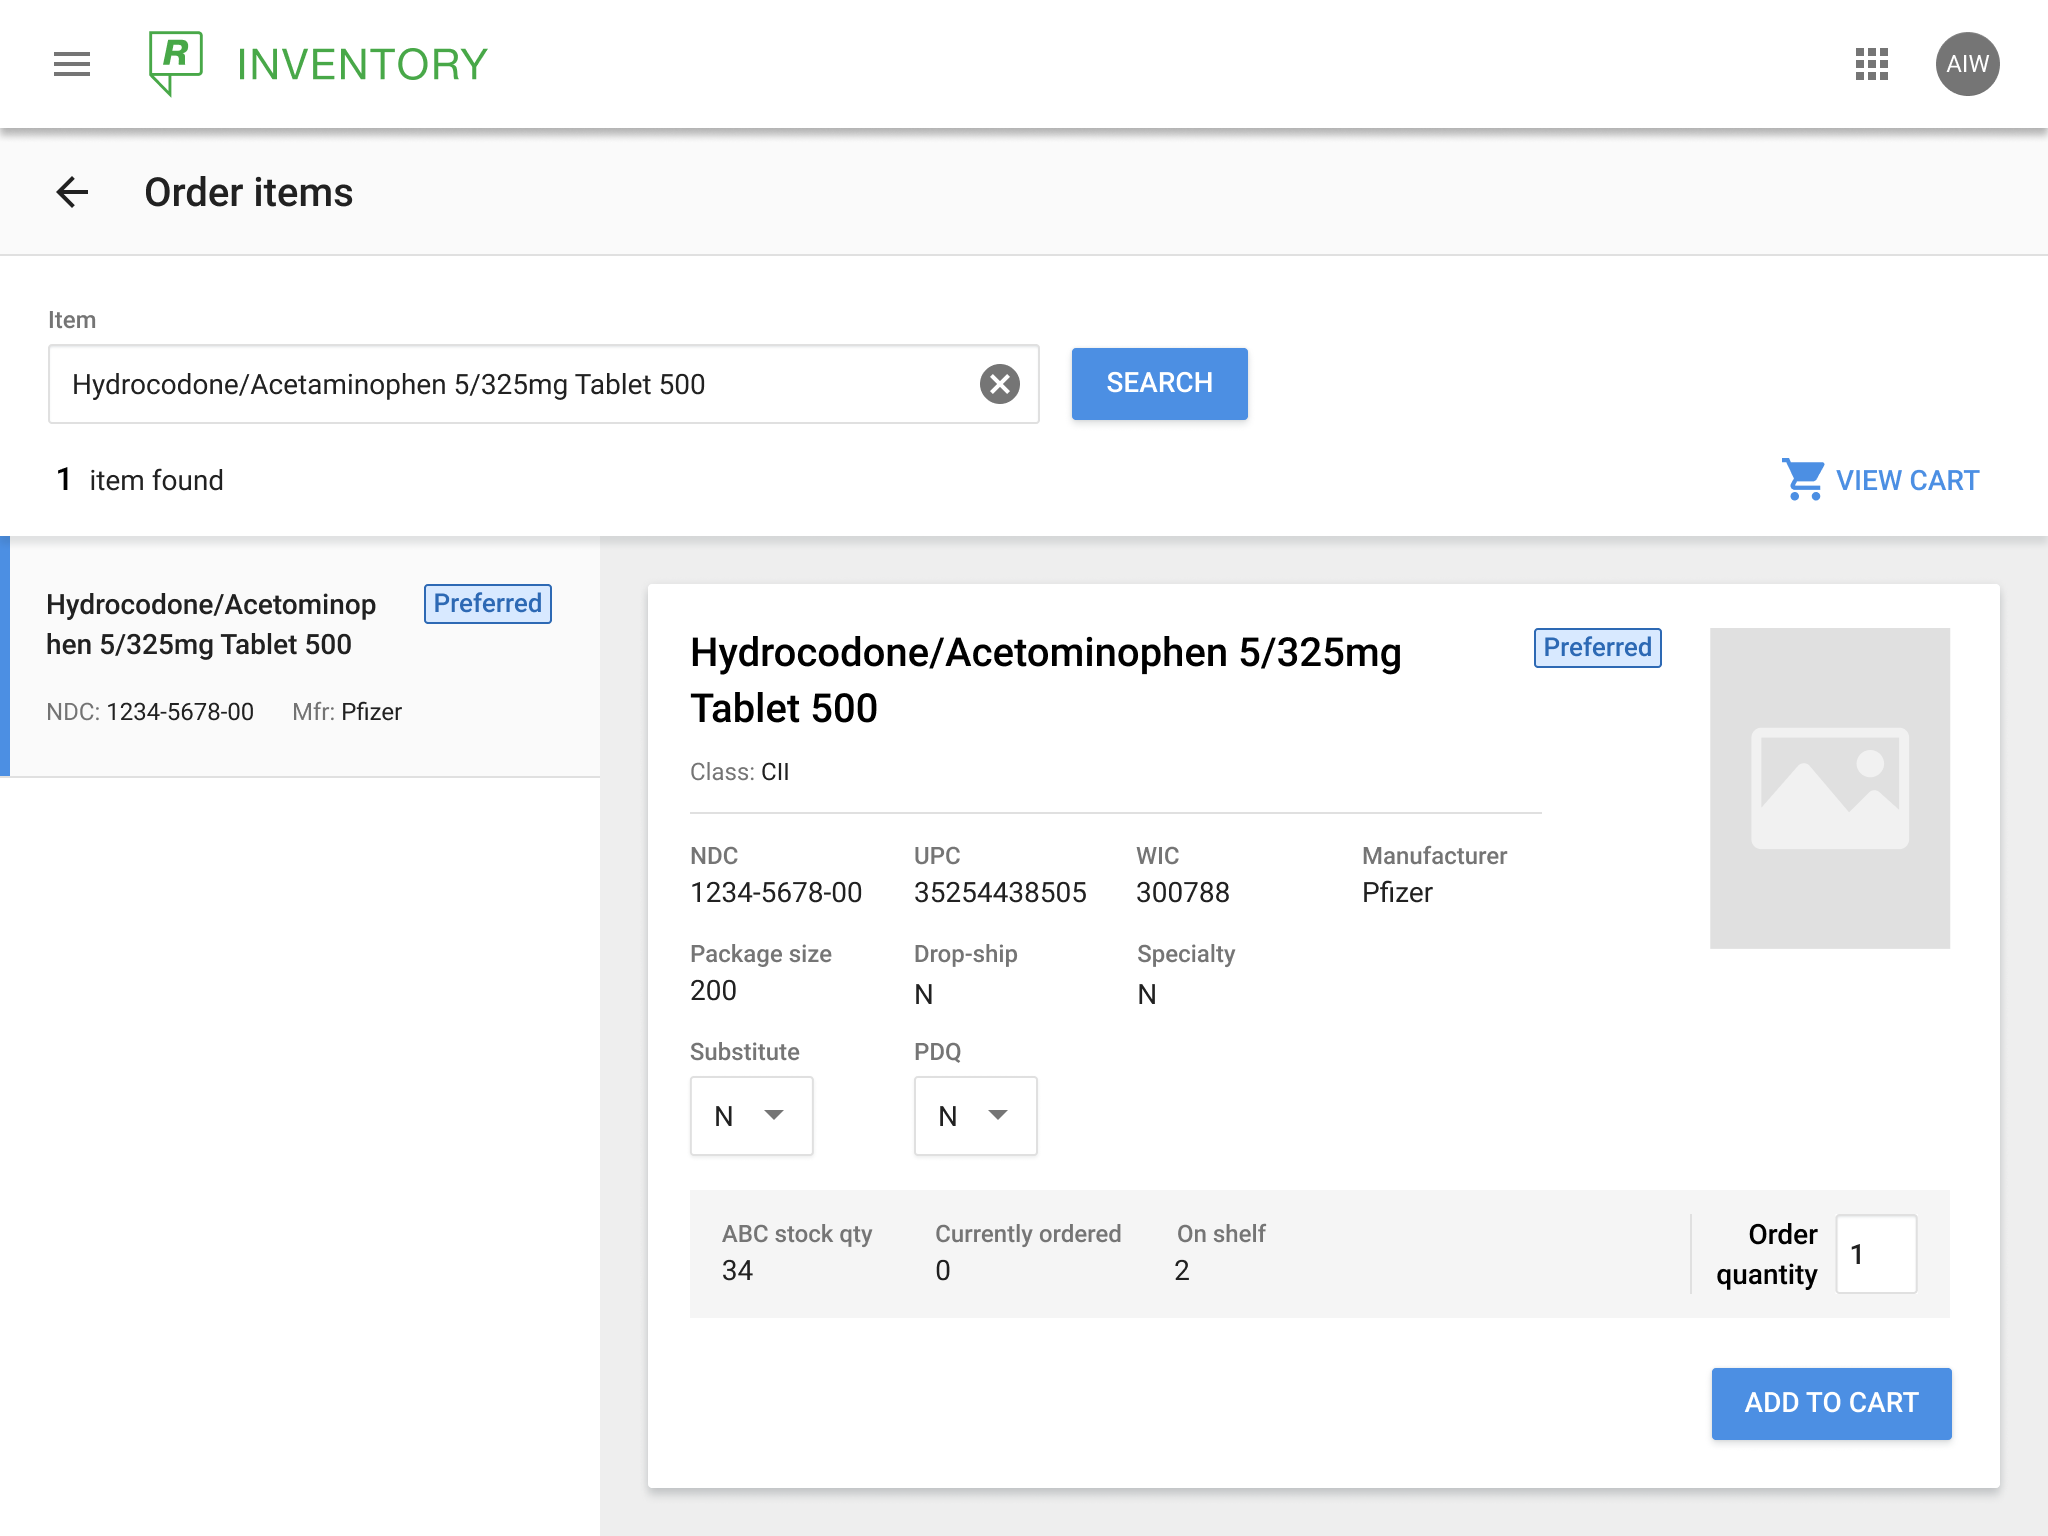 R INVENTORY
AIW
Order items
Item
Hydrocodone/Acetaminophen 5/325mg Tablet 500
SEARCH
1 item found
VIEW CART
Hydrocodone/Acetominop
hen 5/325mg Tablet 500
Preferred
NDC: 1234-5678-00 Mfr: Pfizer
Hydrocodone/Acetominophen 5/325mg
Tablet 500
Preferred
Class: CII
NDC UPC WIC Manufacturer
1234-5678-00 35254438505 300788 Pfizer
Package size Drop-ship Specialty
200 N N
Substitute PDQ
N N
ABC stock qty Currently ordered On shelf
34 0 2
Order
quantity
1
ADD TO CART